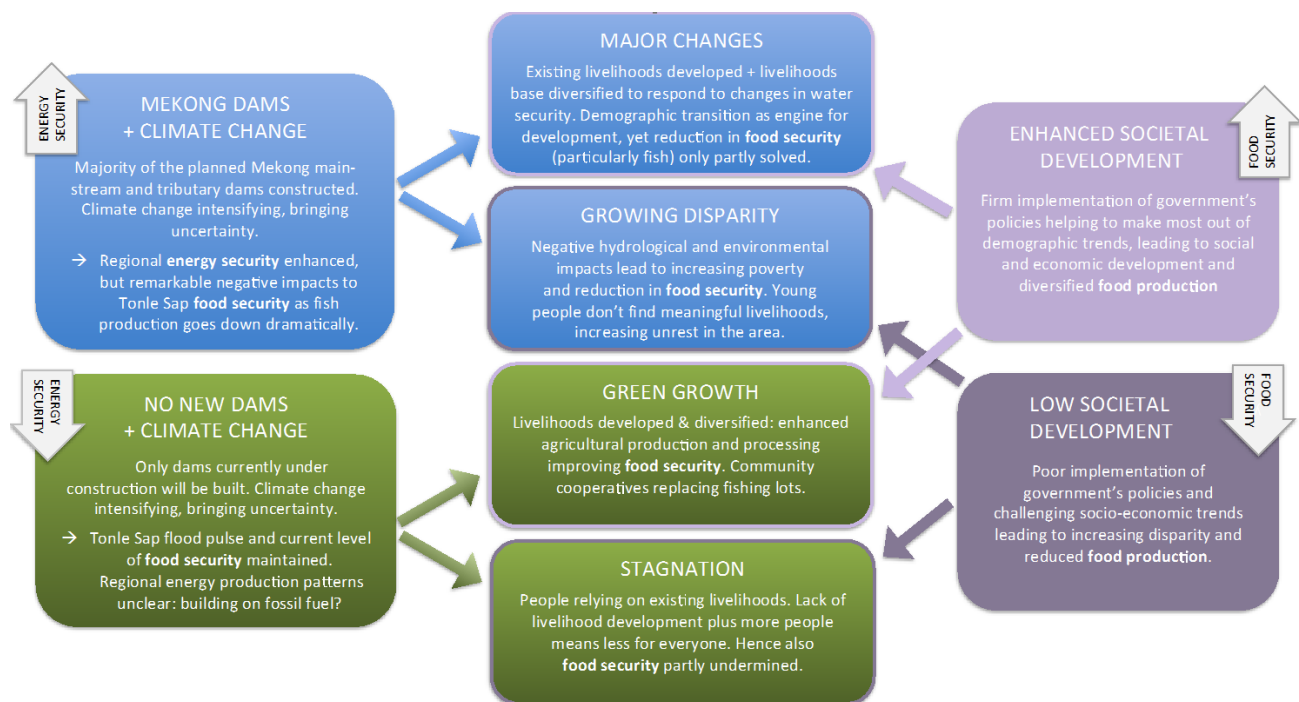 ENERGY
SECURITY
MEKONG DAMS
+ CLIMATE CHANGE
Majority of the planned Mekong main-
stream and tributary dams constructed.
Climate change intensifying, bringing
uncertainty.
→ Regional energy security enhanced,
but remarkable negative impacts to
Tonle Sap food security as fish
production goes down dramatically.
ENERGY
SECURITY
NO NEW DAMS
+ CLIMATE CHANGE
Only dams currently under
construction will be built. Climate change
intensifying, bringing uncertainty.
→ Tonle Sap flood pulse and current level
of food security maintained.
Regional energy production patterns
unclear: building on fossil fuel?
MAJOR CHANGES
Existing livelihoods developed + livelihoods
base diversified to respond to changes in water
security. Demographic transition as engine for
development, yet reduction in food security
(particularly fish) only partly solved.
GROWING DISPARITY
Negative hydrological and environmental
impacts lead to increasing poverty
and reduction in food security. Young
people don't find meaningful livelihoods,
increasing unrest in the area.
GREEN GROWTH
Livelihoods developed & diversified: enhanced
agricultural production and processing
improving food security. Community
cooperatives replacing fishing lots.
STAGNATION
People relying on existing livelihoods. Lack of
livelihood development plus more people
means less for everyone. Hence also
food security partly undermined.
FOOD
SECURITY
ENHANCED SOCIETAL
DEVELOPMENT
Firm implementation of government's
policies helping to make most out of
demographic trends, leading to social
and economic development and
diversified food production
FOOD
SECURITY
LOW SOCIETAL
DEVELOPMENT
Poor implementation of
government's policies and
challenging socio-economic trends
leading to increasing disparity and
reduced food production.